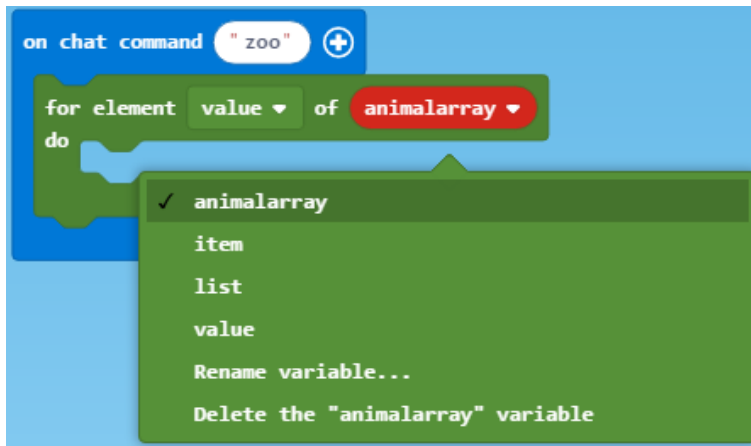 on chat command "zoo"
for element value of animalarray
do
✓ animalarray
item
list
value
Rename variable...
Delete the "animalarray" variable